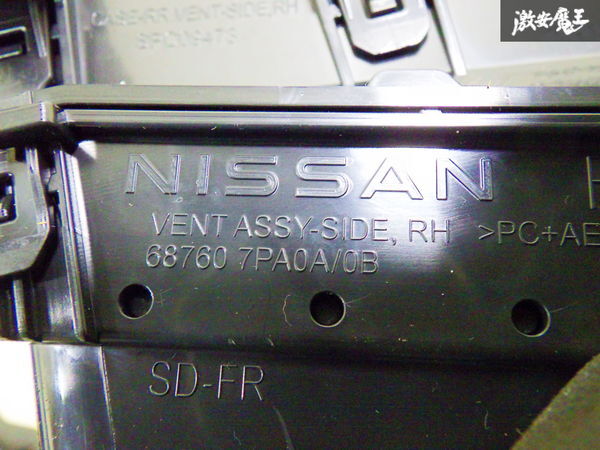 激安魔王
CASE-RR VENT-SIDE, RH
NISSAN
VENT ASSY-SIDE, RH >PC+AE
68760 7PA0A/0B
SD-FR